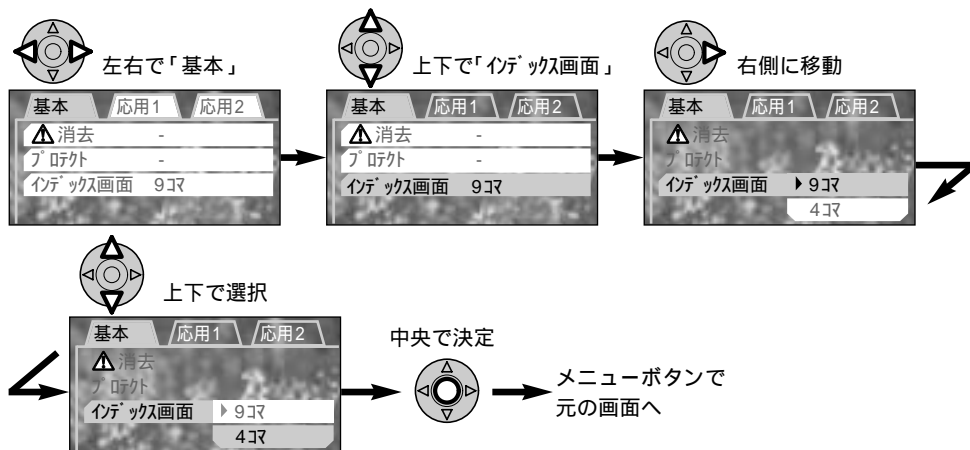 左右で「基本」
基本 応用1 応用2
消去 -
ﾌﾟﾛﾃｸﾄ -
ｲﾝﾃﾞｯｸｽ画面 9ｺﾏ
上下で「ｲﾝﾃﾞｯｸｽ画面」
基本 応用1 応用2
消去 -
ﾌﾟﾛﾃｸﾄ -
ｲﾝﾃﾞｯｸｽ画面 9ｺﾏ
右側に移動
基本 応用1 応用2
消去
ﾌﾟﾛﾃｸﾄ
ｲﾝﾃﾞｯｸｽ画面 9ｺﾏ
4ｺﾏ
上下で選択
基本 応用1 応用2
消去
ﾌﾟﾛﾃｸﾄ
ｲﾝﾃﾞｯｸｽ画面 9ｺﾏ
4ｺﾏ
中央で決定
メニューボタンで
元の画面へ